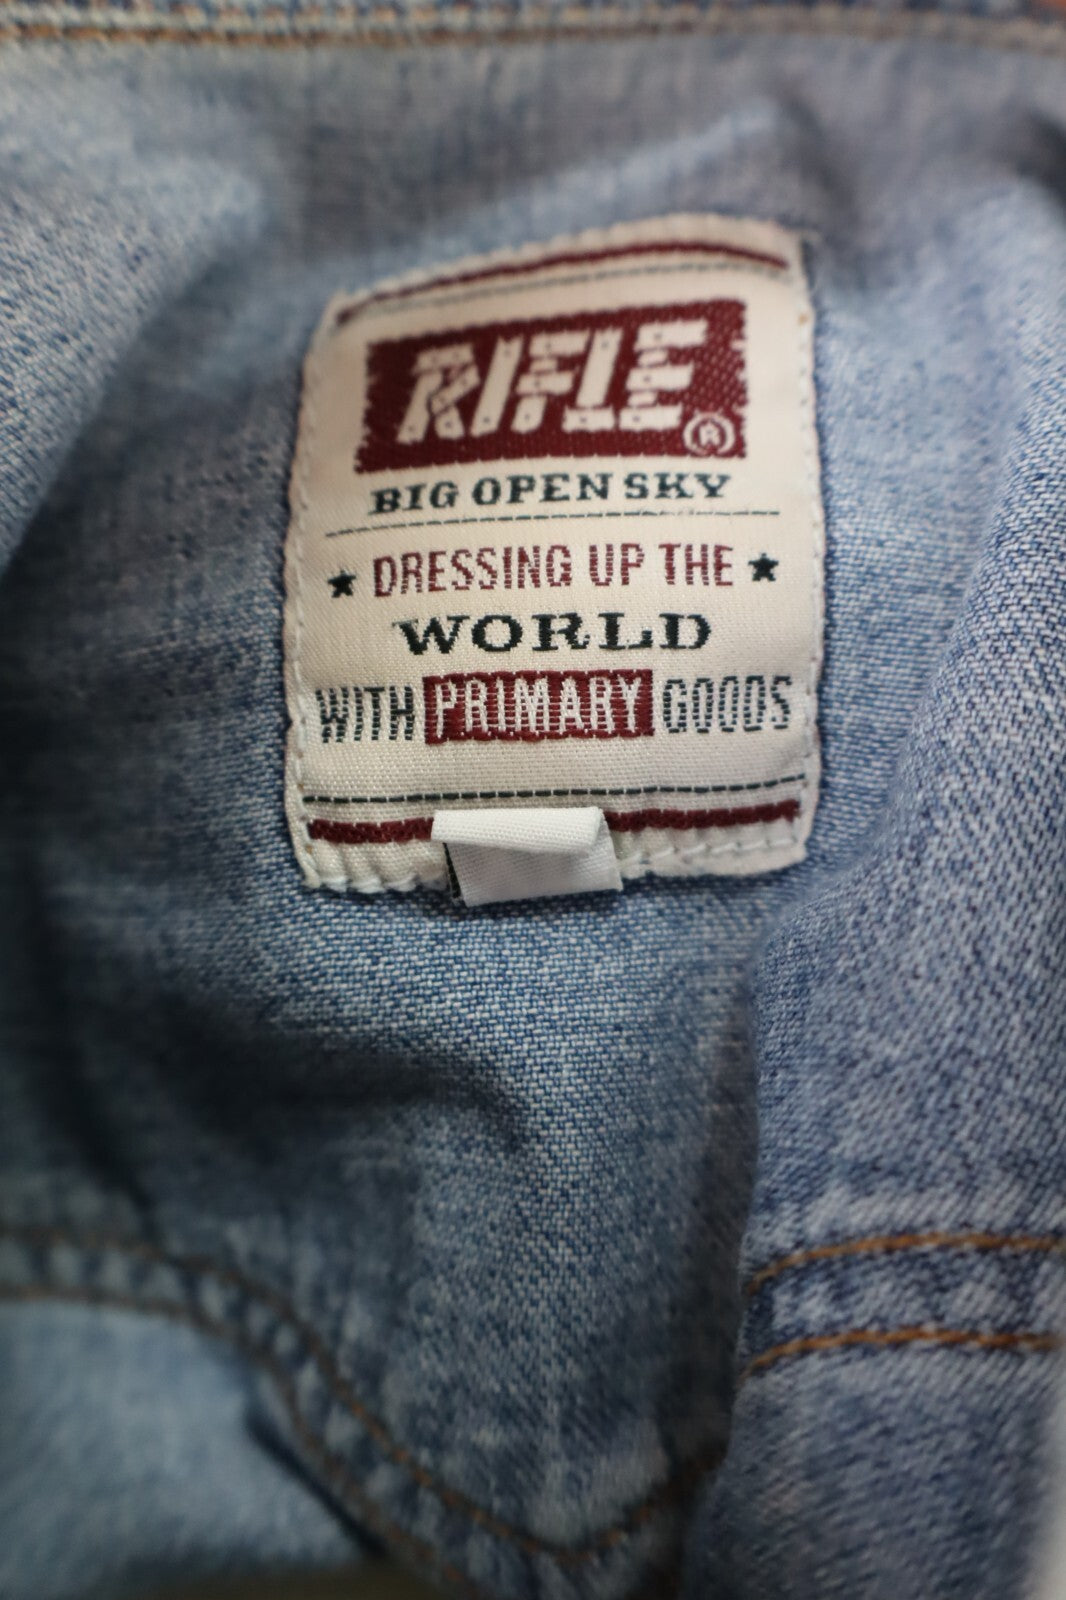 RIFLE ®
BIG OPEN SKY
★ DRESSING UP THE ★
WORLD
WITH PRIMARY GOODS